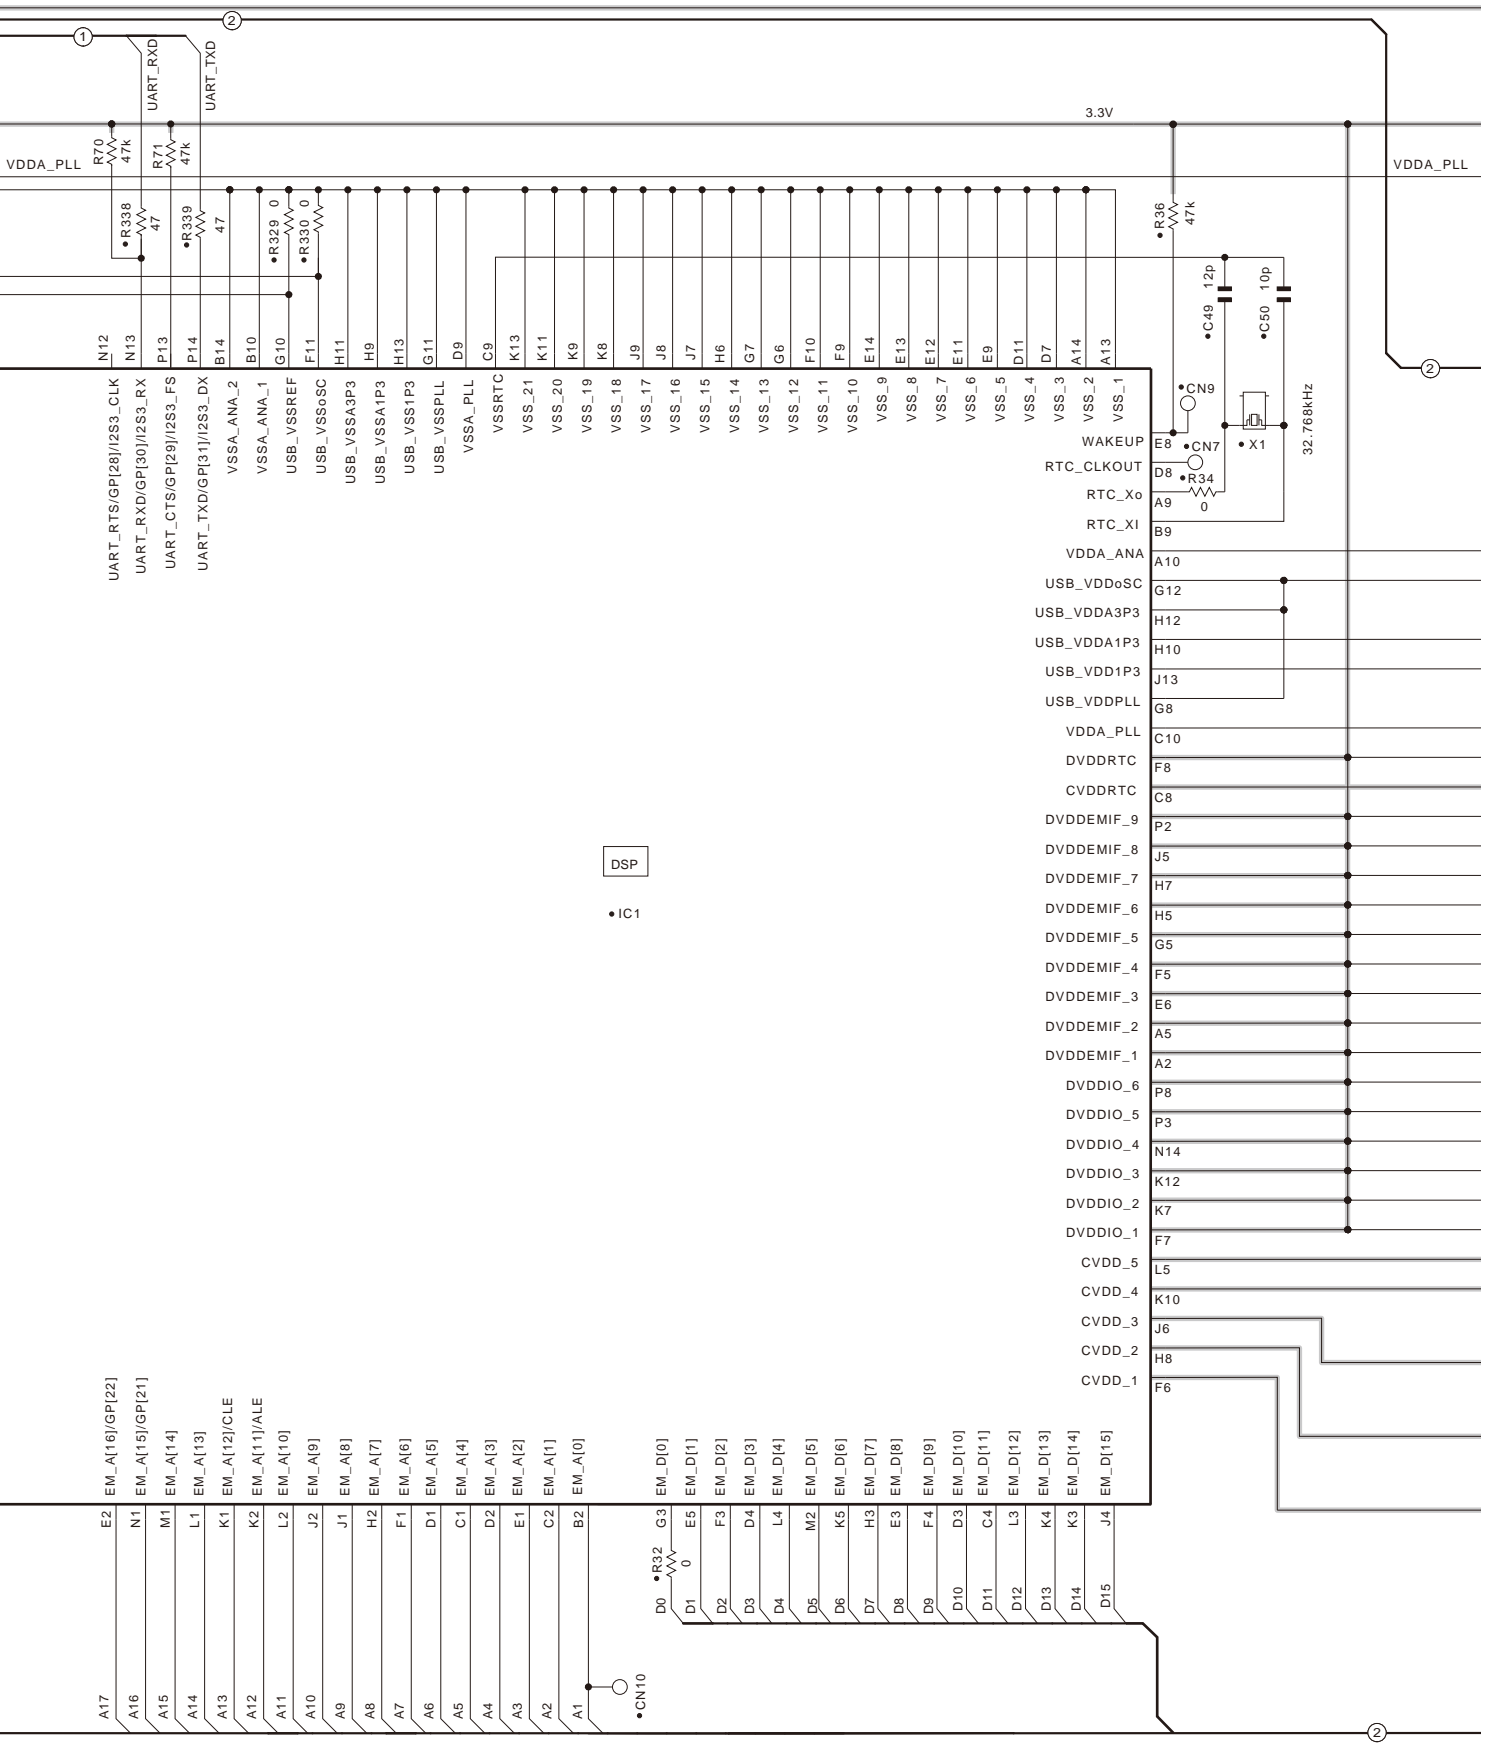 2
1
UART_RXD
UART_TXD
3.3V
R70
47k
R71
47k
VDDA_PLL
VDDA_PLL
•R338
47
•R339
47
•R329 0
•R330 0
•R36
47k
•C49 12p
•C50 10p
N12
N13
P13
P14
B14
B10
G10
F11
H11
H9
H13
G11
D9
C9
K13
K11
K9
K8
J9
J8
J7
H6
G7
G6
F10
F9
E14
E13
E12
E11
E9
D11
D7
A14
A13
2
UART_RTS/GP[28]/I2S3_CLK
UART_RXD/GP[30]/I2S3_RX
UART_CTS/GP[29]/I2S3_FS
UART_TXD/GP[31]/I2S3_DX
VSSA_ANA_2
VSSA_ANA_1
USB_VSSREF
USB_VSSoSC
USB_VSSA3P3
USB_VSSA1P3
USB_VSS1P3
USB_VSSPLL
VSSA_PLL
VSSRTC
VSS_21
VSS_20
VSS_19
VSS_18
VSS_17
VSS_16
VSS_15
VSS_14
VSS_13
VSS_12
VSS_11
VSS_10
VSS_9
VSS_8
VSS_7
VSS_6
VSS_5
VSS_4
VSS_3
VSS_2
VSS_1
•CN9
32.768kHz
WAKEUP E8
•CN7
•X1
RTC_CLKOUT D8
•R34
0
RTC_Xo A9
RTC_XI B9
VDDA_ANA A10
USB_VDDoSC G12
USB_VDDA3P3 H12
USB_VDDA1P3 H10
USB_VDD1P3 J13
USB_VDDPLL G8
VDDA_PLL C10
DVDDRTC F8
CVDDRTC C8
DVDDEMIF_9 P2
DVDDEMIF_8 J5
DVDDEMIF_7 H7
DVDDEMIF_6 H5
DVDDEMIF_5 G5
DVDDEMIF_4 F5
DVDDEMIF_3 E6
DVDDEMIF_2 A5
DVDDEMIF_1 A2
DVDDIO_6 P8
DVDDIO_5 P3
DVDDIO_4 N14
DVDDIO_3 K12
DVDDIO_2 K7
DVDDIO_1 F7
CVDD_5 L5
CVDD_4 K10
CVDD_3 J6
CVDD_2 H8
CVDD_1 F6
DSP
•IC1
EM_A[16]/GP[22]
EM_A[15]/GP[21]
EM_A[14]
EM_A[13]
EM_A[12]/CLE
EM_A[11]/ALE
EM_A[10]
EM_A[9]
EM_A[8]
EM_A[7]
EM_A[6]
EM_A[5]
EM_A[4]
EM_A[3]
EM_A[2]
EM_A[1]
EM_A[0]
EM_D[0]
EM_D[1]
EM_D[2]
EM_D[3]
EM_D[4]
EM_D[5]
EM_D[6]
EM_D[7]
EM_D[8]
EM_D[9]
EM_D[10]
EM_D[11]
EM_D[12]
EM_D[13]
EM_D[14]
EM_D[15]
E2
N1
M1
L1
K1
K2
L2
J2
J1
H2
F1
D1
C1
D2
E1
C2
B2
G3
E5
F3
D4
L4
M2
K5
H3
E3
F4
D3
C4
L3
K4
K3
J4
•R32
0
D0
D1
D2
D3
D4
D5
D6
D7
D8
D9
D10
D11
D12
D13
D14
D15
A17
A16
A15
A14
A13
A12
A11
A10
A9
A8
A7
A6
A5
A4
A3
A2
A1
•CN10
2